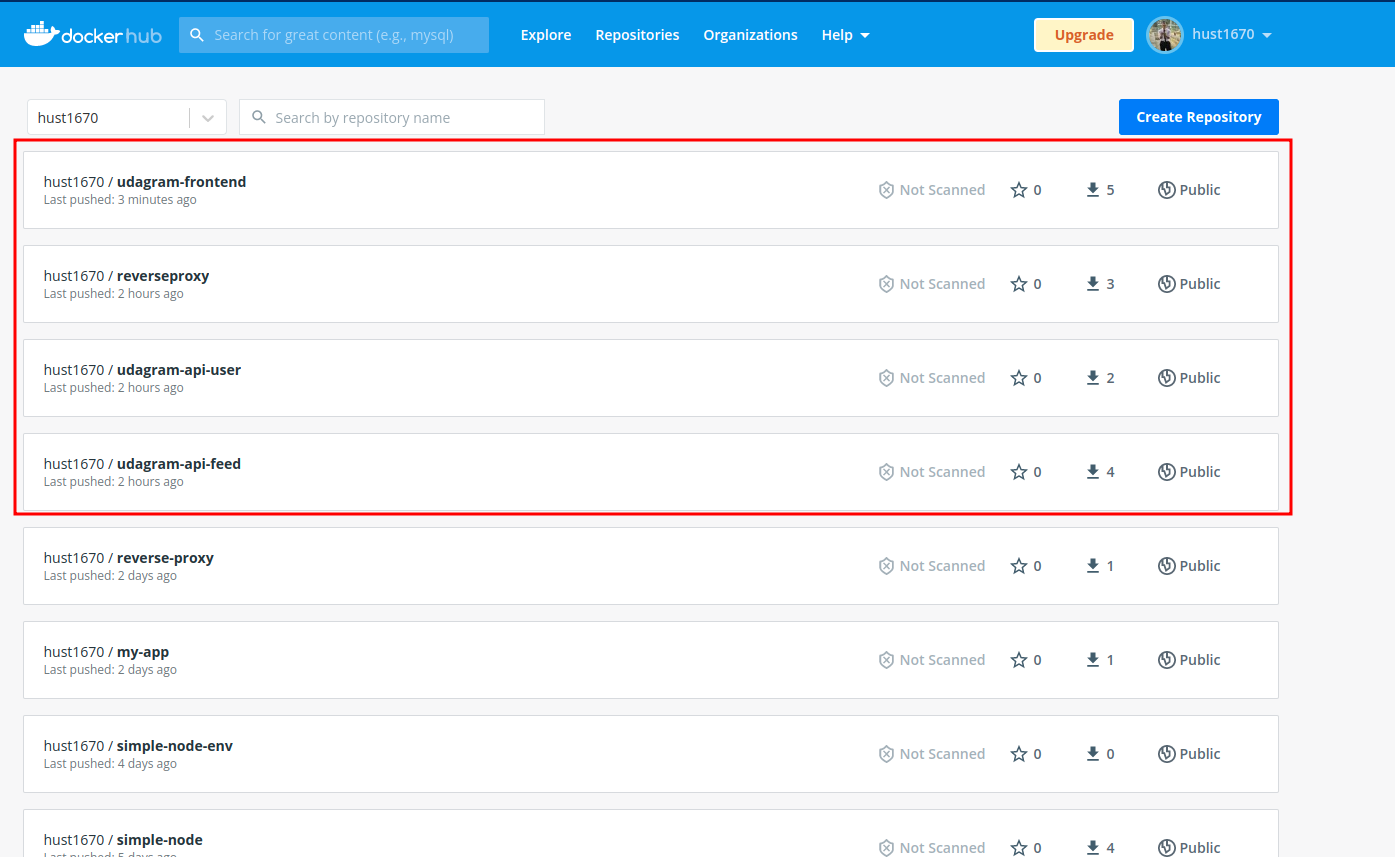 dockerhub Search for great content (e.g., mysql) Explore Repositories Organizations Help Upgrade hust1670
hust1670 Search by repository name Create Repository
hust1670 / udagram-frontend
Last pushed: 3 minutes ago
Not Scanned 0 5 Public
hust1670 / reverseproxy
Last pushed: 2 hours ago
Not Scanned 0 3 Public
hust1670 / udagram-api-user
Last pushed: 2 hours ago
Not Scanned 0 2 Public
hust1670 / udagram-api-feed
Last pushed: 2 hours ago
Not Scanned 0 4 Public
hust1670 / reverse-proxy
Last pushed: 2 days ago
Not Scanned 0 1 Public
hust1670 / my-app
Last pushed: 2 days ago
Not Scanned 0 1 Public
hust1670 / simple-node-env
Last pushed: 4 days ago
Not Scanned 0 0 Public
hust1670 / simple-node
Last pushed: 5 days ago
Not Scanned 0 4 Public